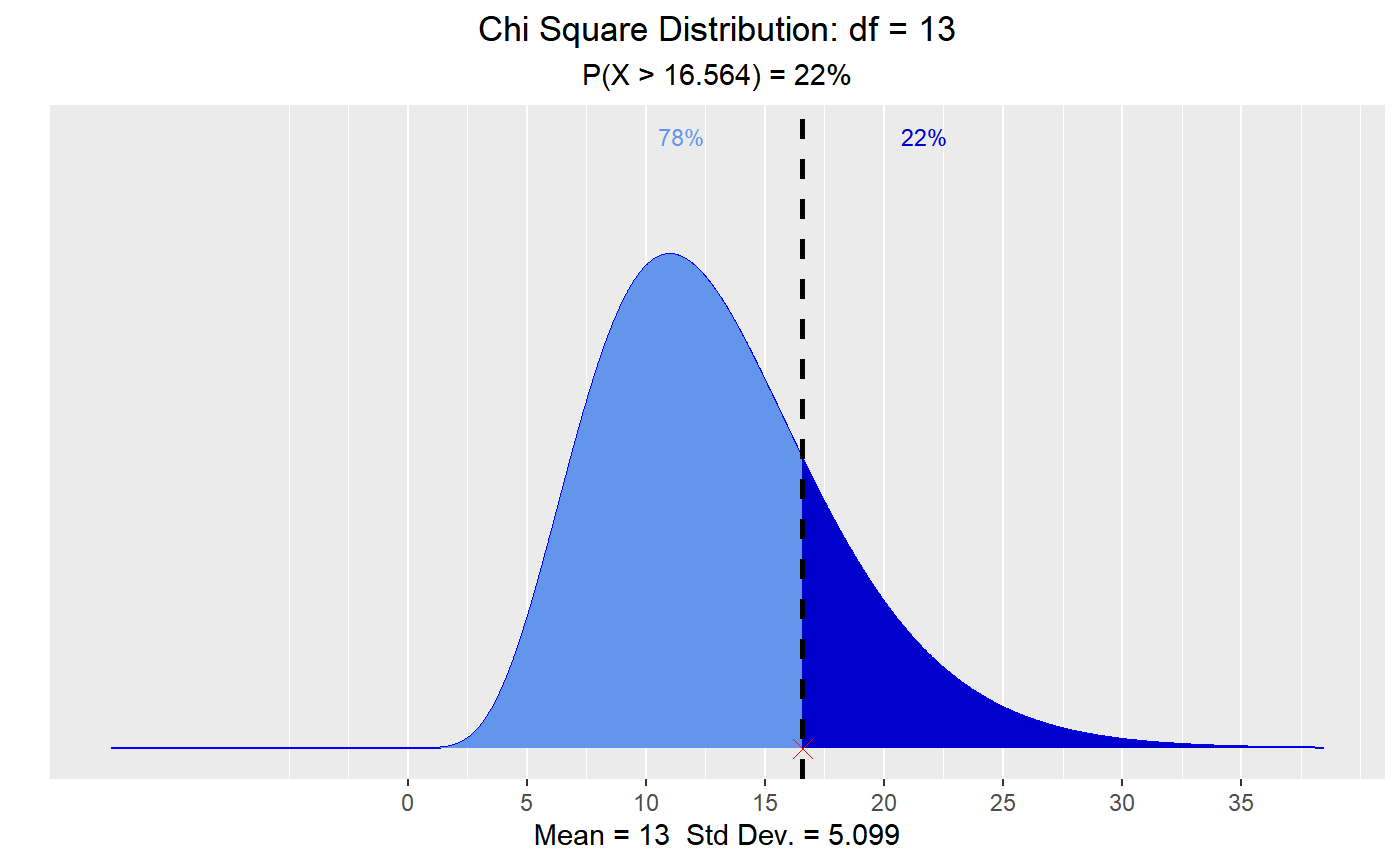 Chi Square Distribution: df = 13
P(X > 16.564) = 22%
78% 22%
0 5 10 15 20 25 30 35
Mean = 13  Std Dev. = 5.099